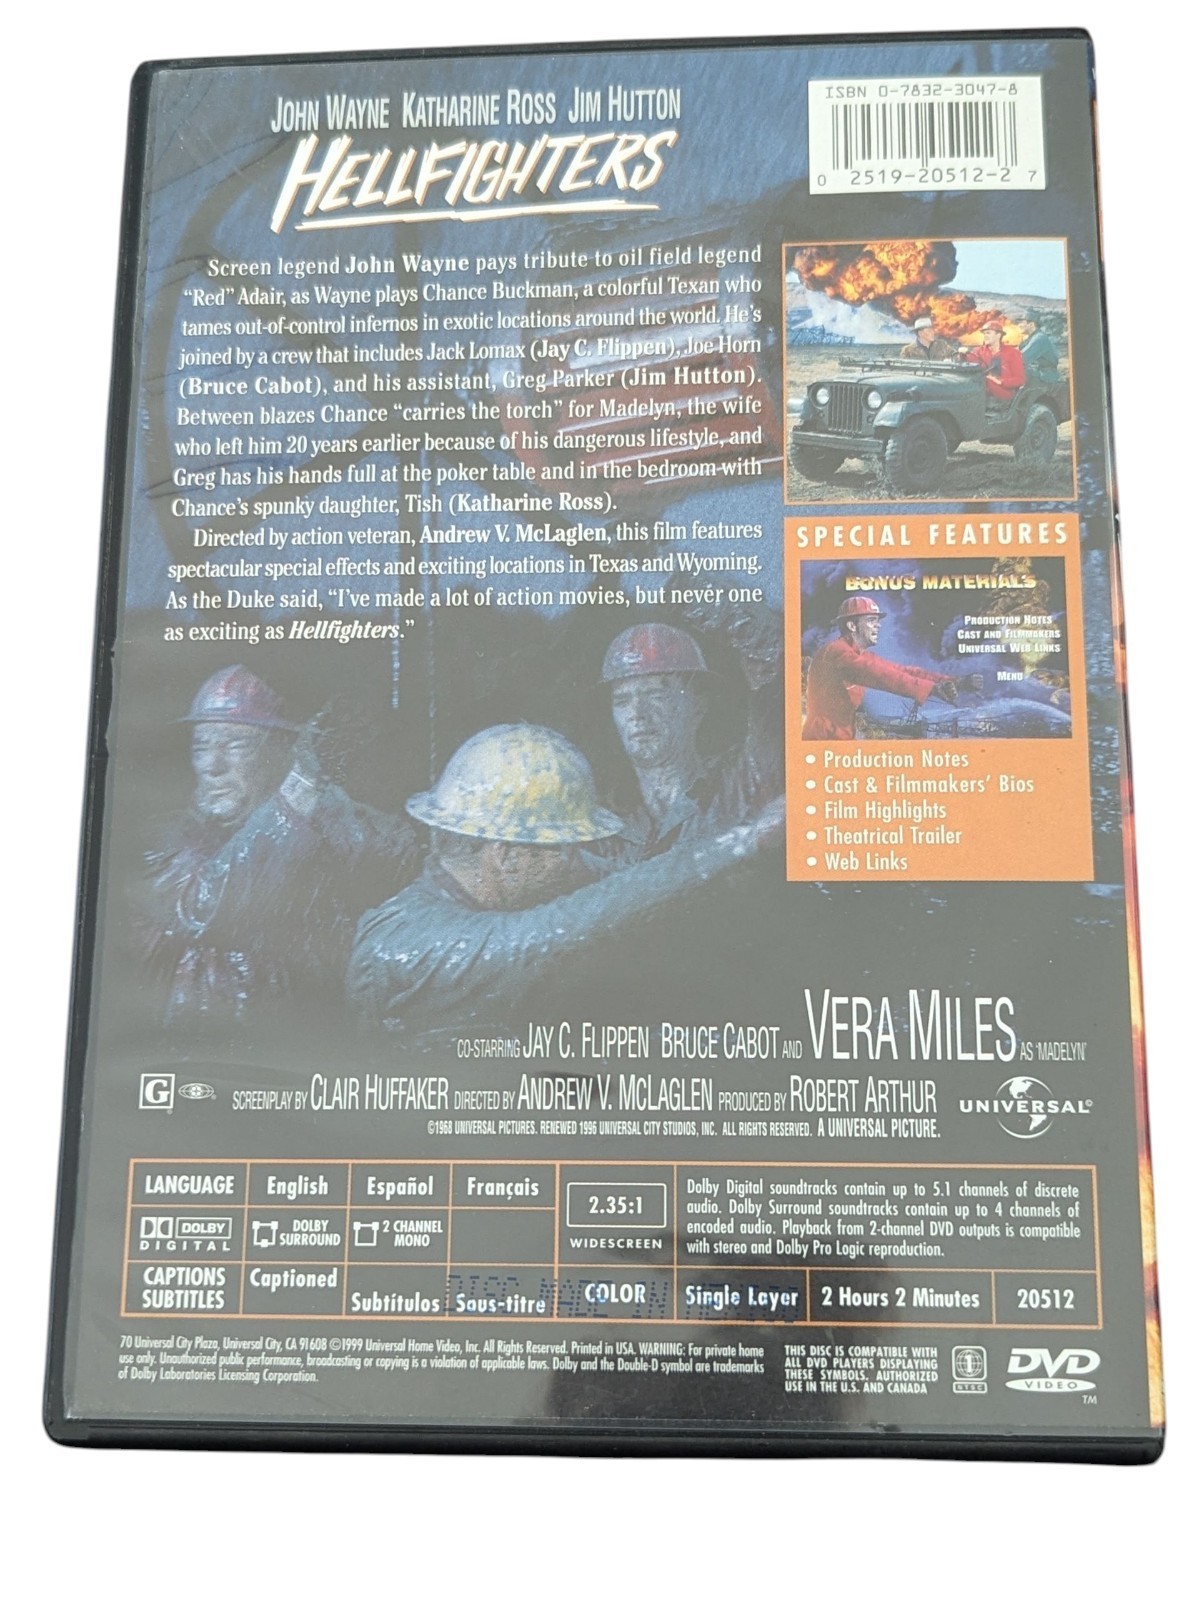 JOHN WAYNE KATHARINE ROSS JIM HUTTON
HELLFIGHTERS
ISBN 0-7832-3047-8
0 2519-20512-2 7
Screen legend John Wayne pays tribute to oil field legend
“Red” Adair, as Wayne plays Chance Buckman, a colorful Texan who
tames out-of-control infernos in exotic locations around the world. He's
joined by a crew that includes Jack Lomax (Jay C. Flippen), Joe Horn
(Bruce Cabot), and his assistant, Greg Parker (Jim Hutton).
Between blazes Chance “carries the torch” for Madelyn, the wife
who left him 20 years earlier because of his dangerous lifestyle, and
Greg has his hands full at the poker table and in the bedroom with
Chance's spunky daughter, Tish (Katharine Ross).
Directed by action veteran, Andrew V. McLaglen, this film features
spectacular special effects and exciting locations in Texas and Wyoming.
As the Duke said, “I've made a lot of action movies, but never one
as exciting as Hellfighters.”
SPECIAL FEATURES
BONUS MATERIALS
PRODUCTION NOTES
CAST AND FILMMAKERS
UNIVERSAL WEB LINKS
MENU
• Production Notes
• Cast & Filmmakers' Bios
• Film Highlights
• Theatrical Trailer
• Web Links
CO-STARRING JAY C. FLIPPEN BRUCE CABOT AND VERA MILES AS 'MADELYN'
G SCREENPLAY BY CLAIR HUFFAKER DIRECTED BY ANDREW V. MCLAGLEN PRODUCED BY ROBERT ARTHUR
UNIVERSAL®
©1968 UNIVERSAL PICTURES. RENEWED 1996 UNIVERSAL CITY STUDIOS, INC. ALL RIGHTS RESERVED. A UNIVERSAL PICTURE.
LANGUAGE English Español Français
DOLBY DIGITAL DOLBY SURROUND 2 CHANNEL MONO
CAPTIONS SUBTITLES Captioned Subtítulos Sous-titre
2.35:1
WIDESCREEN
Dolby Digital soundtracks contain up to 5.1 channels of discrete
audio. Dolby Surround soundtracks contain up to 4 channels of
encoded audio. Playback from 2-channel DVD outputs is compatible
with stereo and Dolby Pro Logic reproduction.
COLOR Single Layer 2 Hours 2 Minutes 20512
DISC MADE IN MEXICO
70 Universal City Plaza, Universal City, CA 91608 ©1999 Universal Home Video, Inc. All Rights Reserved. Printed in USA. WARNING: For private home
use only. Unauthorized public performance, broadcasting or copying is a violation of applicable laws. Dolby and the Double-D symbol are trademarks
of Dolby Laboratories Licensing Corporation.
THIS DISC IS COMPATIBLE WITH
ALL DVD PLAYERS DISPLAYING
THESE SYMBOLS. AUTHORIZED
USE IN THE U.S. AND CANADA
1
NTSC
DVD
VIDEO
TM